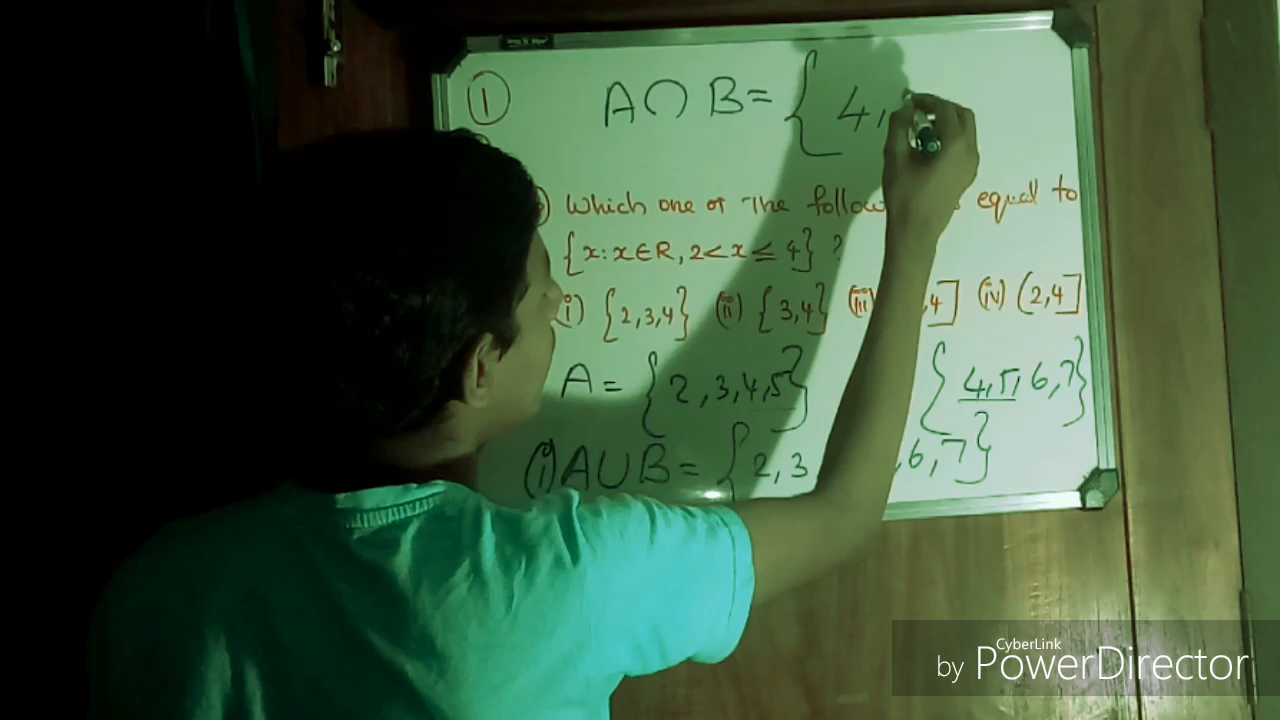 ① A ∩ B = { 4,
) Which one of The follow equal to
{x : x ∈ R, 2 < x ≤ 4} ?
(i) {2,3,4} (ii) {3,4} (iii) ,4] (iv) (2,4]
A = {2,3,4,5} {4,5,6,7}
(i) A ∪ B = {2,3 ,6,7}
CyberLink
by PowerDirector